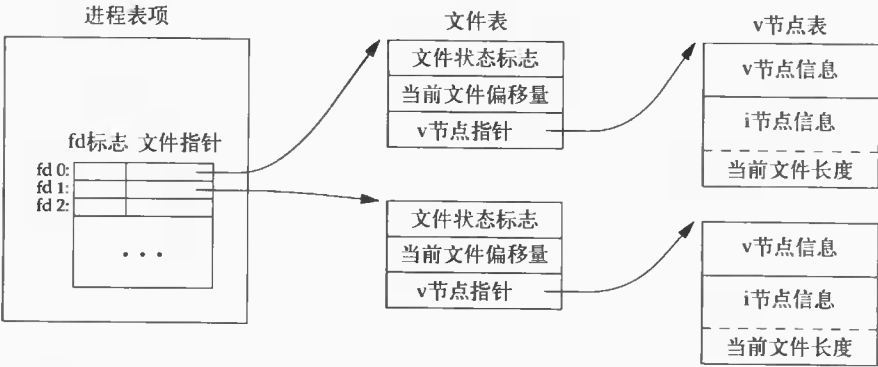 进程表项
fd标志 文件指针
fd 0:
fd 1:
fd 2:
文件表
文件状态标志
当前文件偏移量
v节点指针
文件状态标志
当前文件偏移量
v节点指针
v节点表
v节点信息
i节点信息
当前文件长度
v节点信息
i节点信息
当前文件长度